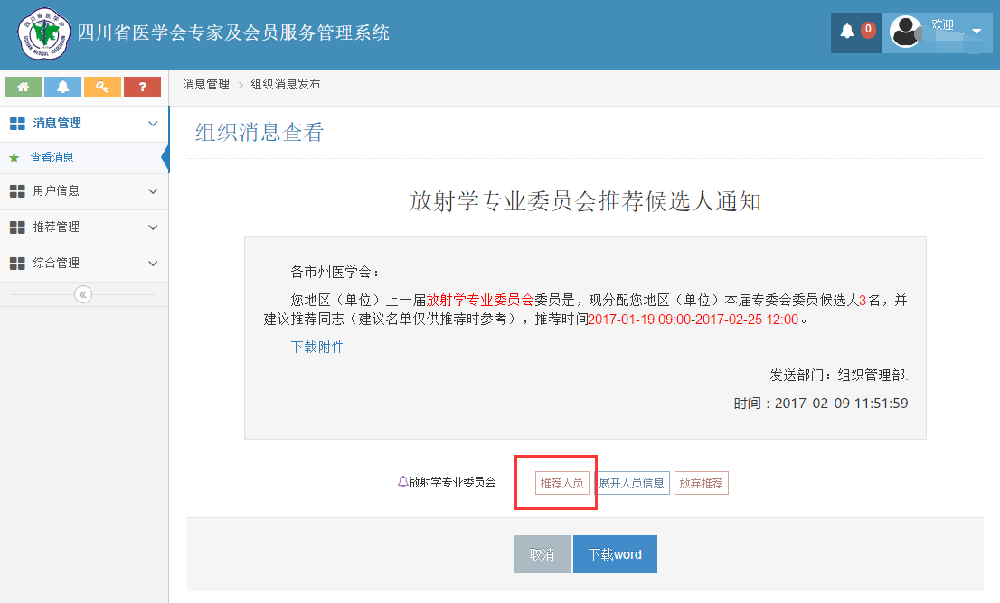 四川省医学会专家及会员服务管理系统
0
欢迎
?
消息管理 > 组织消息发布
消息管理
查看消息
用户信息
推荐管理
综合管理
组织消息查看
放射学专业委员会推荐候选人通知
各市州医学会：
您地区（单位）上一届放射学专业委员会委员是，现分配您地区（单位）本届专委会委员候选人3名，并
建议推荐同志（建议名单仅供推荐时参考），推荐时间2017-01-19 09:00-2017-02-25 12:00。
下载附件
发送部门：组织管理部.
时间：2017-02-09 11:51:59
放射学专业委员会 推荐人员 展开人员信息 放弃推荐
取消 下载word